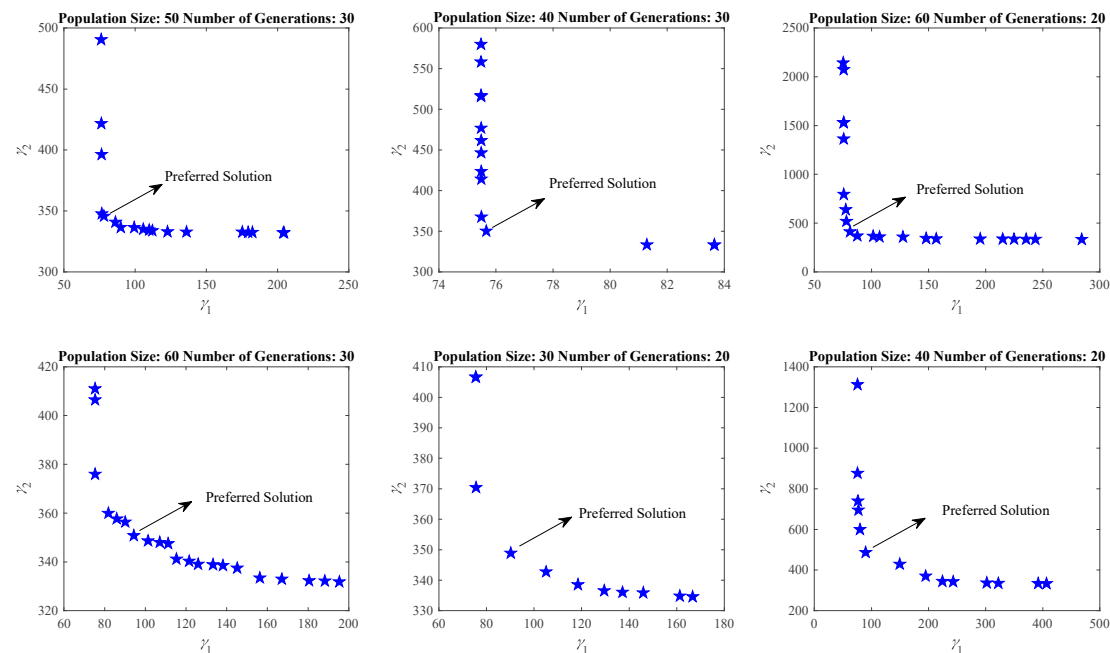 Population Size: 50 Number of Generations: 30
500
450
400
350
300
γ2
Preferred Solution
50 100 150 200 250
γ1
Population Size: 40 Number of Generations: 30
600
550
500
450
400
350
300
γ2
Preferred Solution
74 76 78 80 82 84
γ1
Population Size: 60 Number of Generations: 20
2500
2000
1500
1000
500
0
γ2
Preferred Solution
50 100 150 200 250 300
γ1
Population Size: 60 Number of Generations: 30
420
400
380
360
340
320
γ2
Preferred Solution
60 80 100 120 140 160 180 200
γ1
Population Size: 30 Number of Generations: 20
410
400
390
380
370
360
350
340
330
γ2
Preferred Solution
60 80 100 120 140 160 180
γ1
Population Size: 40 Number of Generations: 20
1400
1200
1000
800
600
400
200
γ2
Preferred Solution
0 100 200 300 400 500
γ1